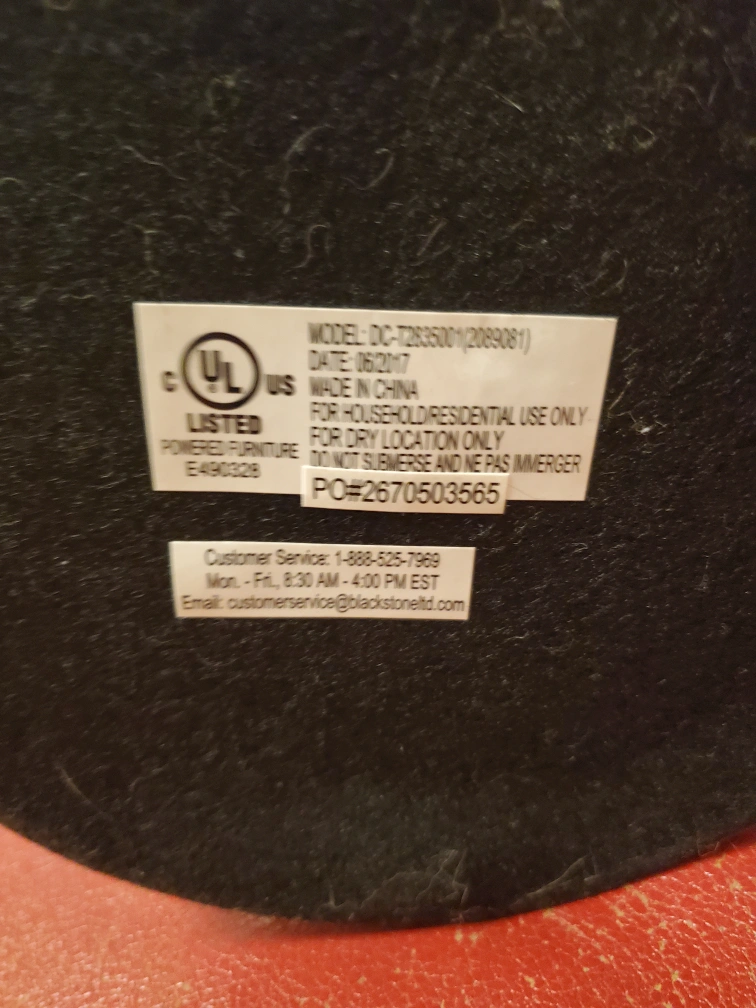 C UL US
LISTED
POWERED FURNITURE
E490328
MODEL: DC-T2835001(2089081)
DATE: 06/2017
MADE IN CHINA
FOR HOUSEHOLD/RESIDENTIAL USE ONLY
FOR DRY LOCATION ONLY
DO NOT SUBMERSE AND NE PAS IMMERGER
PO#2670503565
Customer Service: 1-888-525-7969
Mon. - Fri., 8:30 AM - 4:00 PM EST
Email: customerservice@blackstoneltd.com